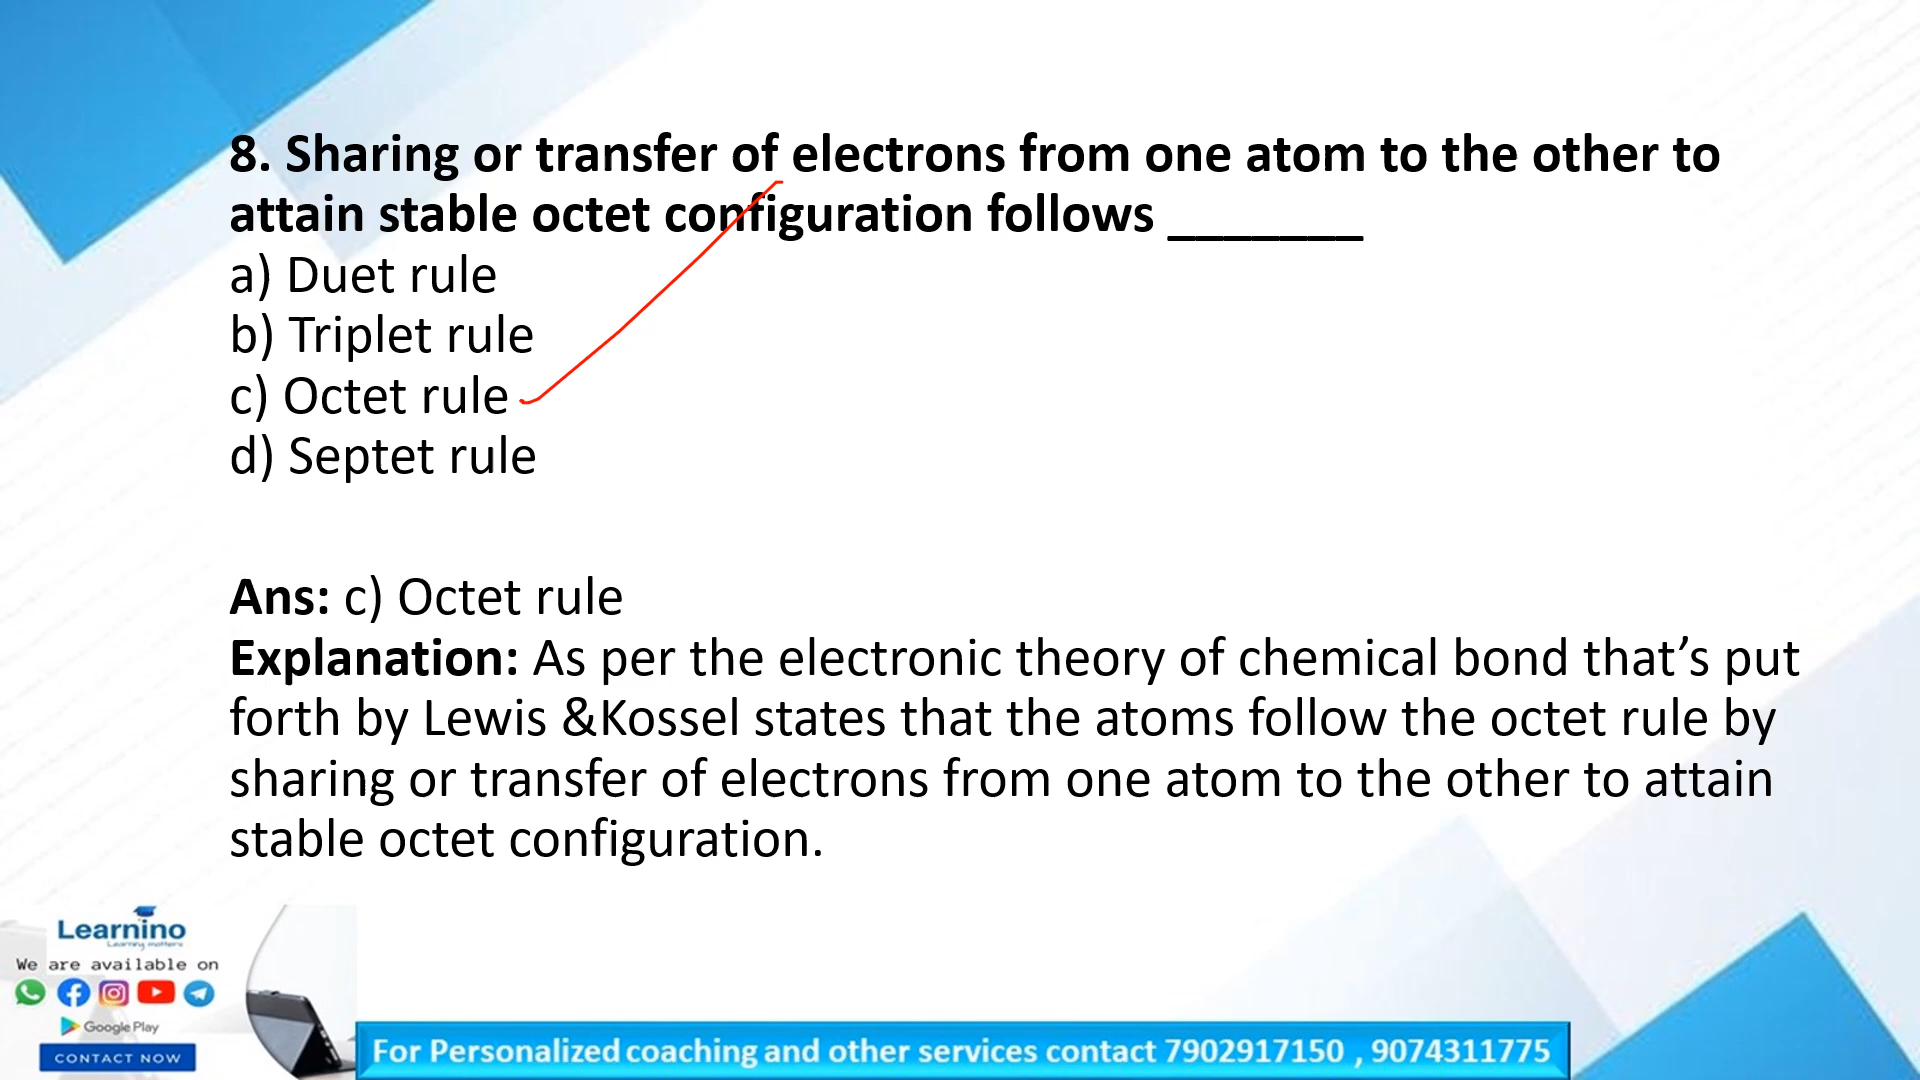 8. Sharing or transfer of electrons from one atom to the other to
attain stable octet configuration follows _______
a) Duet rule
b) Triplet rule
c) Octet rule
d) Septet rule
Ans: c) Octet rule
Explanation: As per the electronic theory of chemical bond that’s put
forth by Lewis &Kossel states that the atoms follow the octet rule by
sharing or transfer of electrons from one atom to the other to attain
stable octet configuration.
Learnino
Learning matters
We are available on
Google Play
CONTACT NOW
For Personalized coaching and other services contact 7902917150 , 9074311775